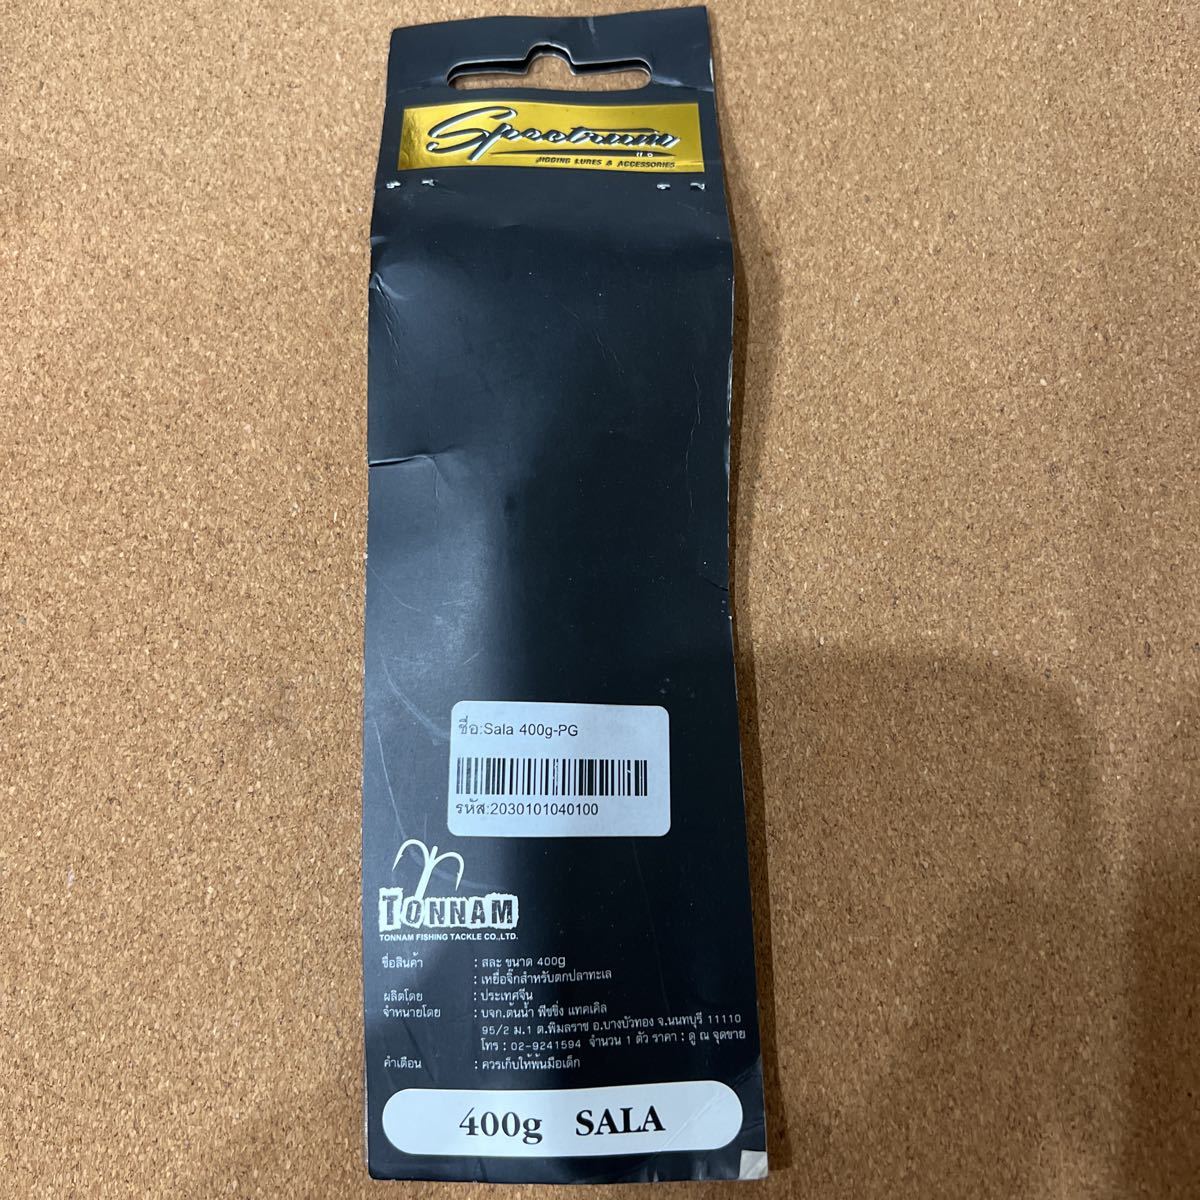 Spectrum
JIGGING LURES & ACCESSORIES
ชื่อ:Sala 400g-PG
รหัส:2030101040100
TONNAM
TONNAM FISHING TACKLE CO.,LTD.
ชื่อสินค้า : สละ ขนาด 400g
: เหยื่อจิ๊กสำหรับตกปลาทะเล
ผลิตโดย : ประเทศจีน
จำหน่ายโดย : บจก.ต้นน้ำ ฟิชชิ่ง แทคเคิล
95/2 ม.1 ต.พิมลราช อ.บางบัวทอง จ.นนทบุรี 11110
โทร : 02-9241594 จำนวน 1 ตัว ราคา : ดู ณ จุดขาย
คำเตือน : ควรเก็บให้พ้นมือเด็ก
400g SALA